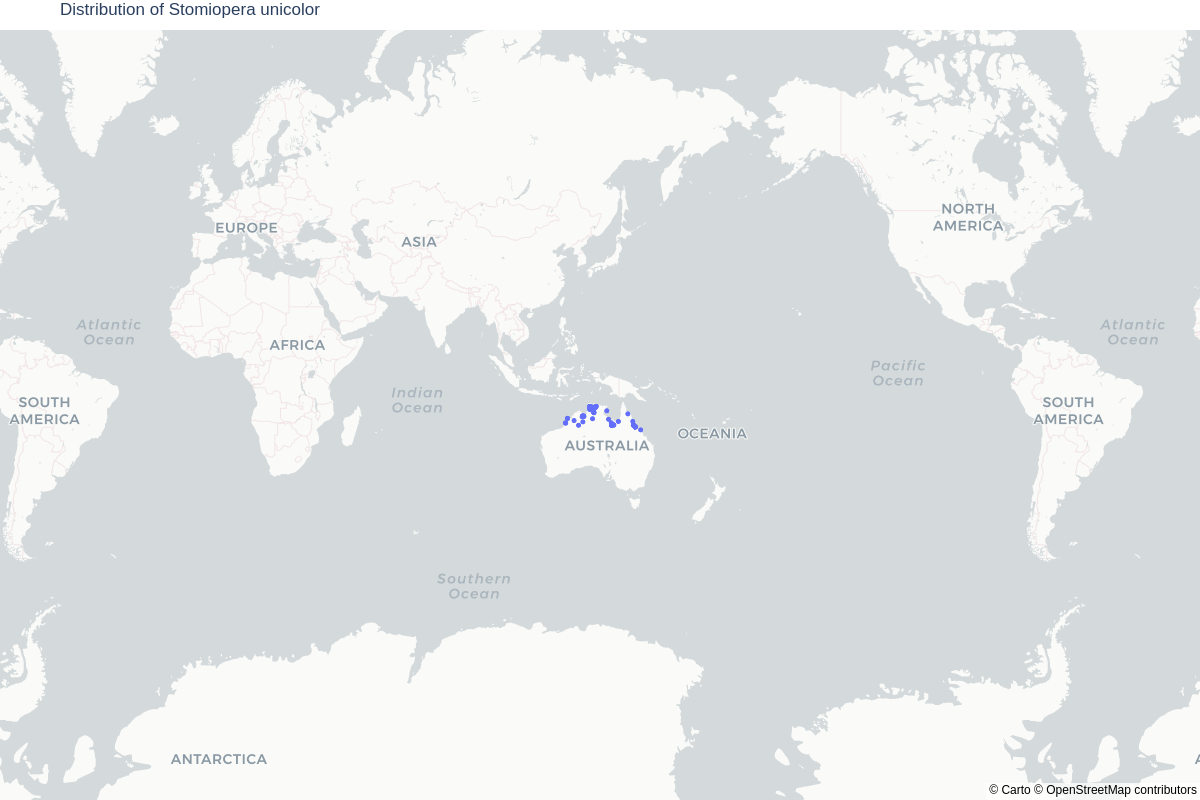 Distribution of Stomiopera unicolor
EUROPE
ASIA
NORTH
AMERICA
Atlantic
Ocean
AFRICA
Atlantic
Ocean
Pacific
Ocean
Indian
Ocean
SOUTH
AMERICA
SOUTH
AMERICA
OCEANIA
AUSTRALIA
Southern
Ocean
ANTARCTICA
A
© Carto © OpenStreetMap contributors